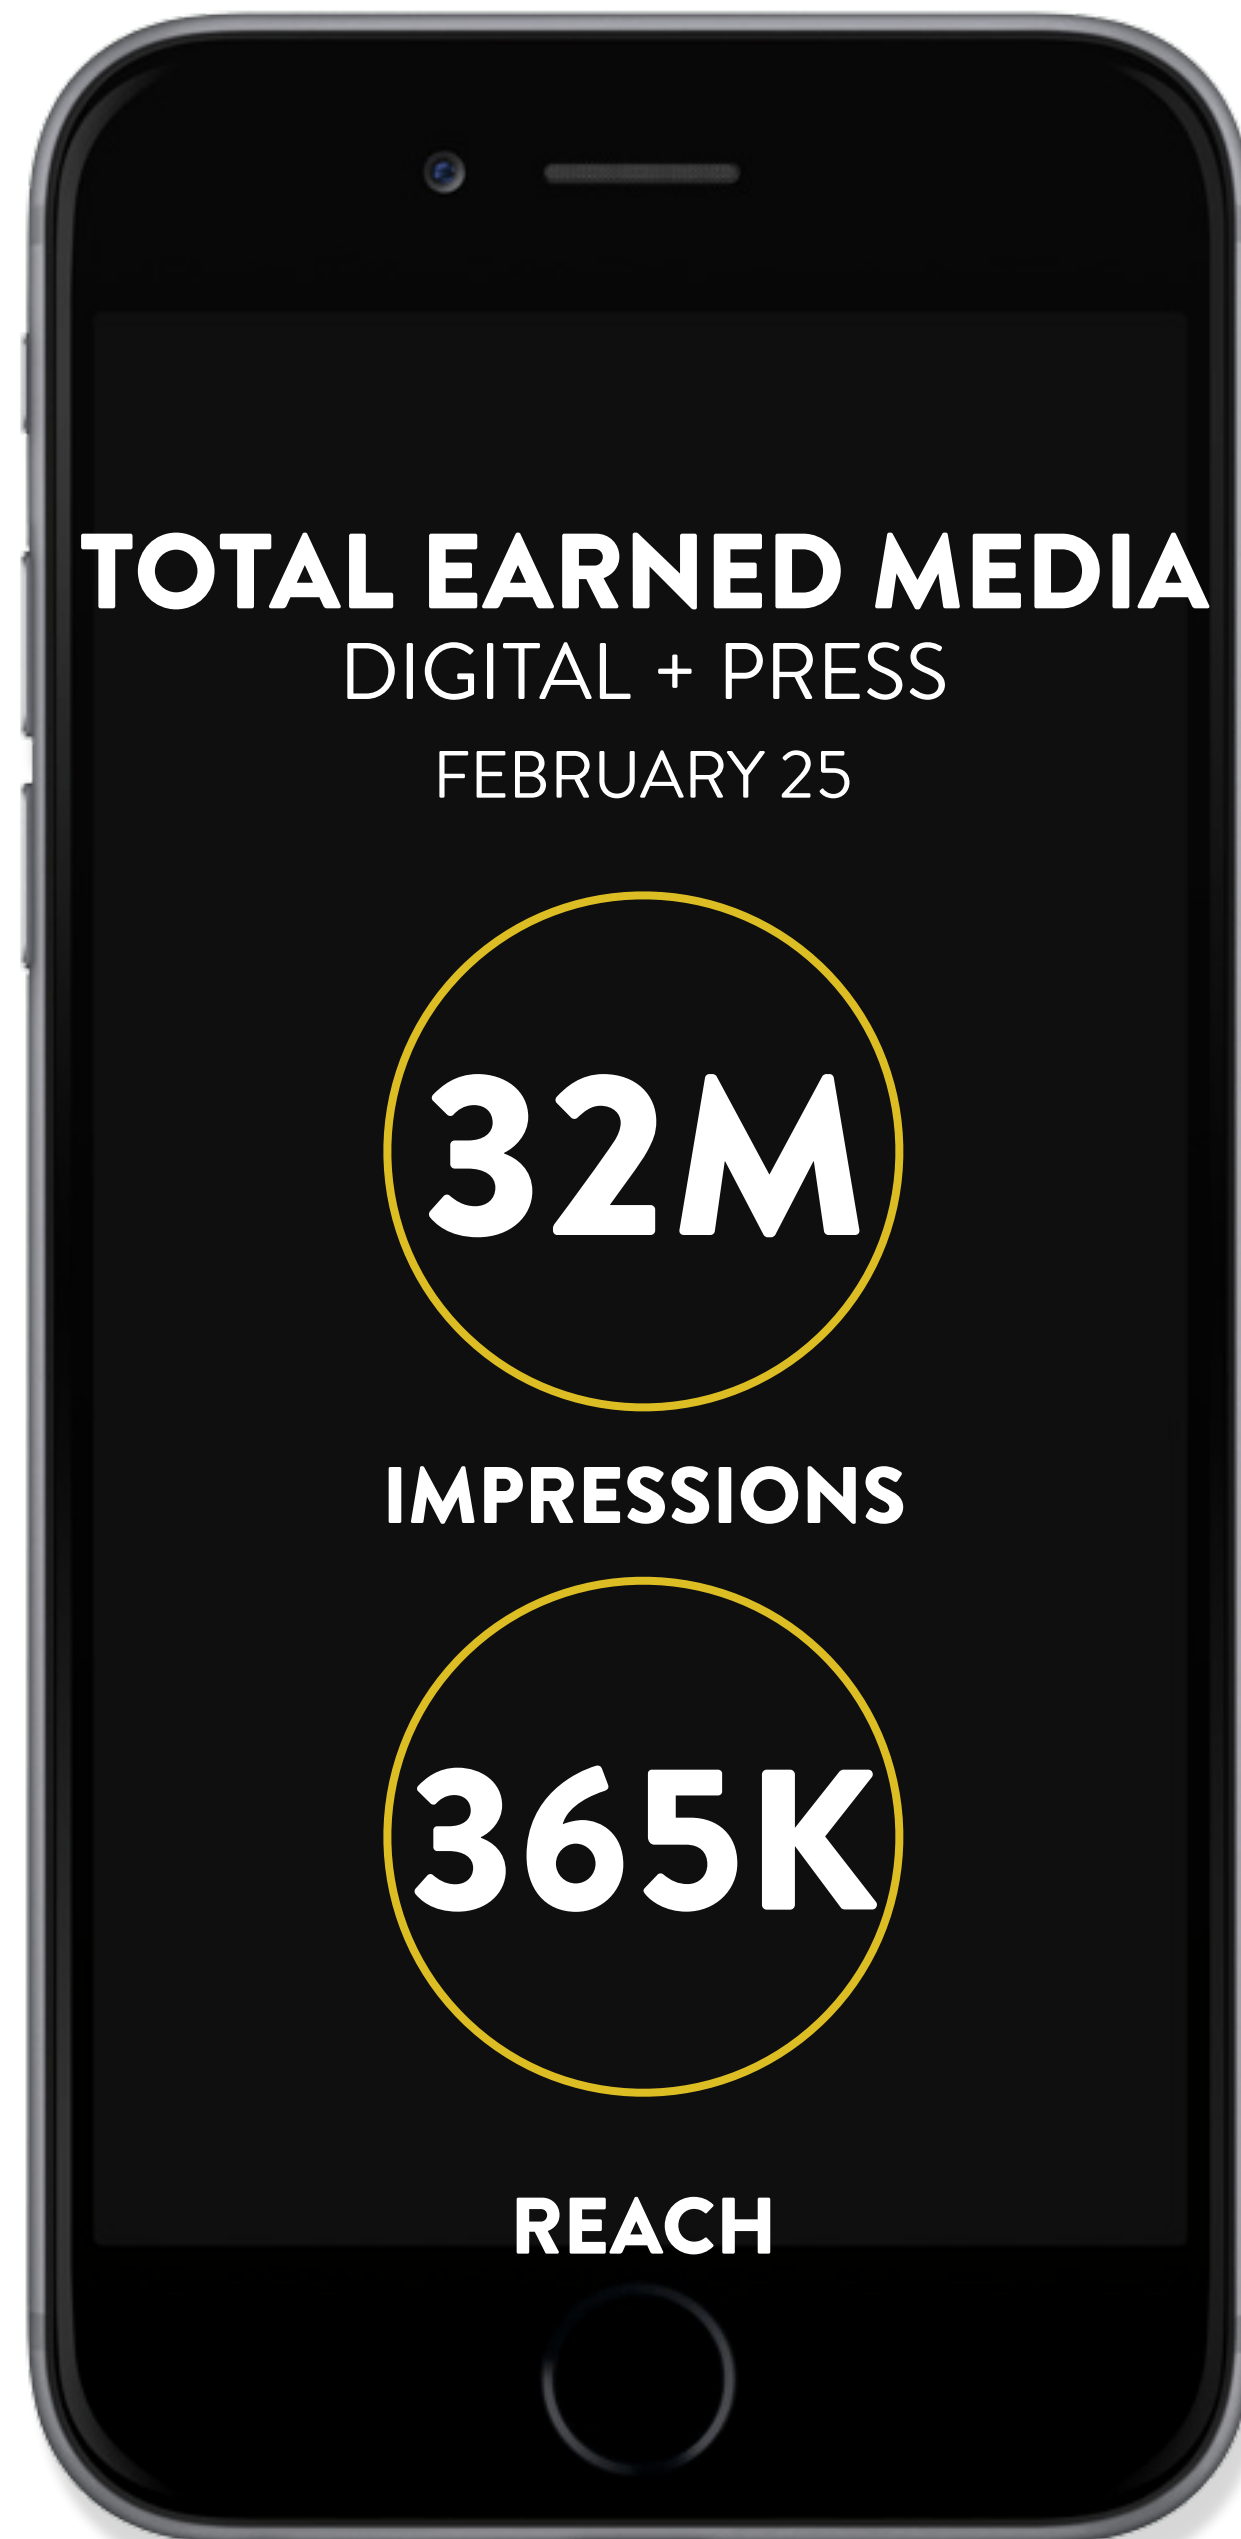 TOTAL EARNED MEDIA
DIGITAL + PRESS
FEBRUARY 25
32M
IMPRESSIONS
365K
REACH